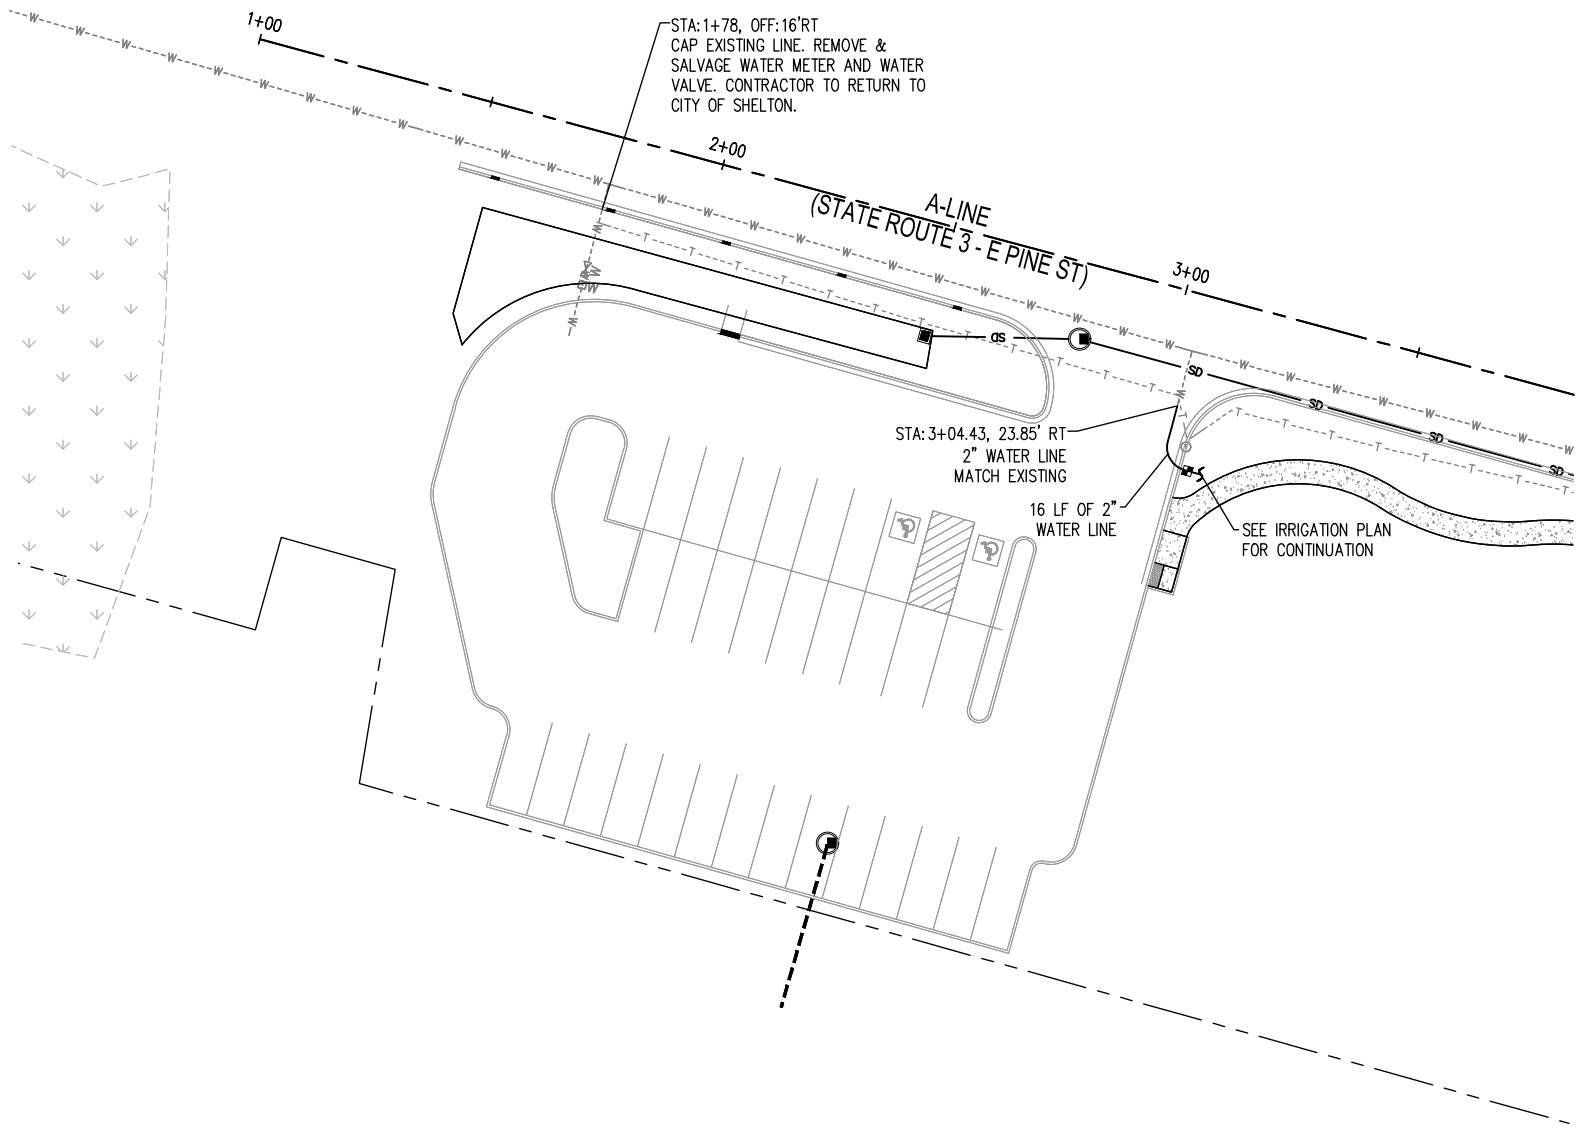 1+00
STA:1+78, OFF:16'RT
CAP EXISTING LINE. REMOVE &
SALVAGE WATER METER AND WATER
VALVE. CONTRACTOR TO RETURN TO
CITY OF SHELTON.
2+00
A-LINE
(STATE ROUTE 3 - E PINE ST)
3+00
SD
SD
SD
SD
SD
STA:3+04.43, 23.85' RT
2" WATER LINE
MATCH EXISTING
16 LF OF 2"
WATER LINE
SEE IRRIGATION PLAN
FOR CONTINUATION